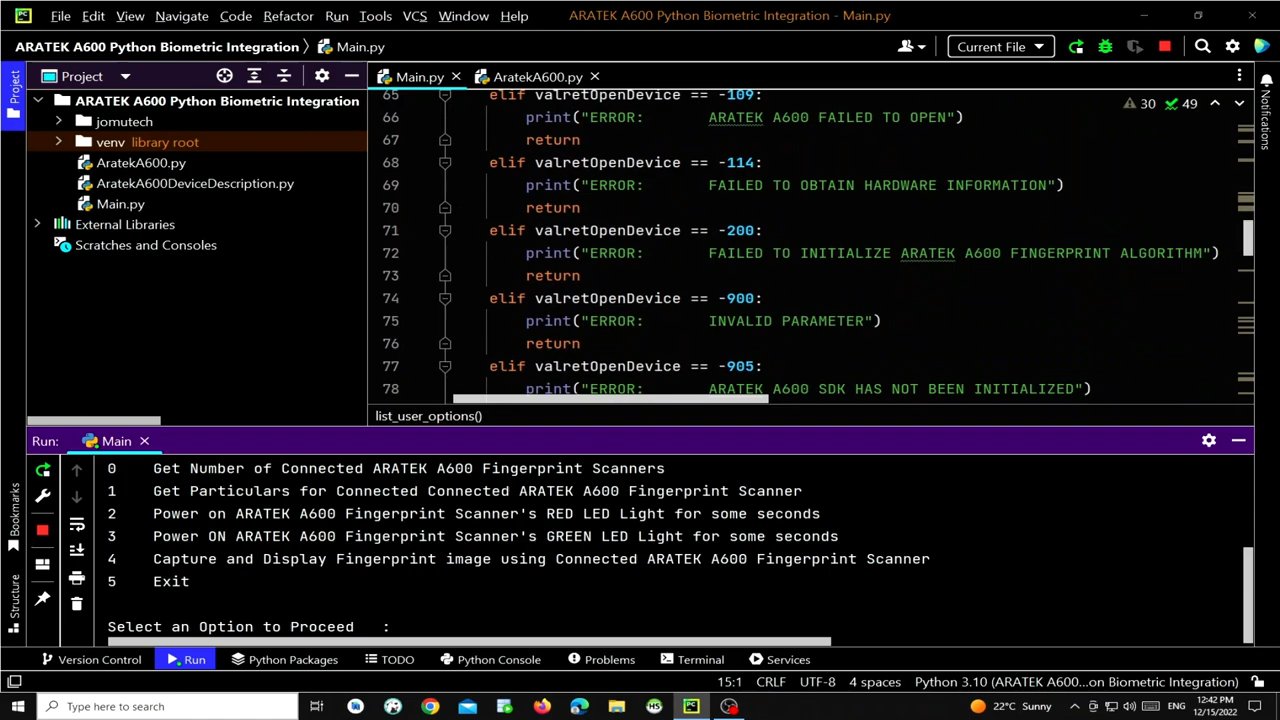 PC File Edit View Navigate Code Refactor Run Tools VCS Window Help ARATEK A600 Python Biometric Integration - Main.py
ARATEK A600 Python Biometric Integration Main.py Current File
Project Project Main.py AratekA600.py Notifications
ARATEK A600 Python Biometric Integration
jomutech
venv library root
AratekA600.py
AratekA600DeviceDescription.py
Main.py
External Libraries
Scratches and Consoles
30 49
65 elif valretOpenDevice == -109:
66 print("ERROR: ARATEK A600 FAILED TO OPEN")
67 return
68 elif valretOpenDevice == -114:
69 print("ERROR: FAILED TO OBTAIN HARDWARE INFORMATION")
70 return
71 elif valretOpenDevice == -200:
72 print("ERROR: FAILED TO INITIALIZE ARATEK A600 FINGERPRINT ALGORITHM")
73 return
74 elif valretOpenDevice == -900:
75 print("ERROR: INVALID PARAMETER")
76 return
77 elif valretOpenDevice == -905:
78 print("ERROR: ARATEK A600 SDK HAS NOT BEEN INITIALIZED")
list_user_options()
Run: Main
0 Get Number of Connected ARATEK A600 Fingerprint Scanners
1 Get Particulars for Connected Connected ARATEK A600 Fingerprint Scanner
2 Power on ARATEK A600 Fingerprint Scanner's RED LED Light for some seconds
3 Power ON ARATEK A600 Fingerprint Scanner's GREEN LED Light for some seconds
4 Capture and Display Fingerprint image using Connected ARATEK A600 Fingerprint Scanner
5 Exit
Select an Option to Proceed :
Bookmarks
Structure
Version Control Run Python Packages TODO Python Console Problems Terminal Services
15:1 CRLF UTF-8 4 spaces Python 3.10 (ARATEK A600...on Biometric Integration)
Type here to search 22°C Sunny ENG 12:42 PM
12/15/2022